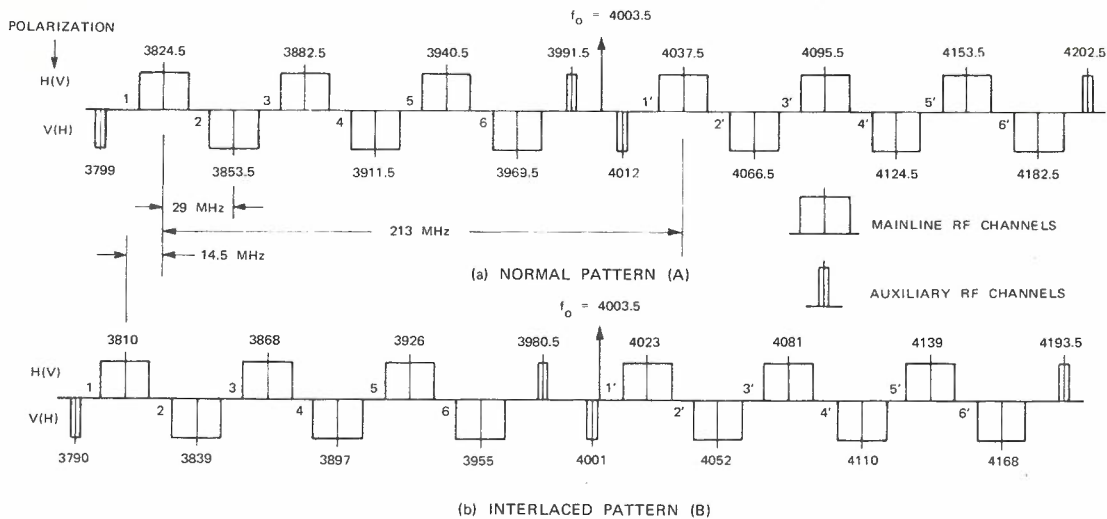 fo = 4003.5
POLARIZATION
3824.5 3882.5 3940.5 3991.5 4037.5 4095.5 4153.5 4202.5
H(V)
1 3 5 1' 3' 5'
V(H)
2 4 6 2' 4' 6'
3799 3853.5 3911.5 3969.5 4012 4066.5 4124.5 4182.5
29 MHz
213 MHz
MAINLINE RF CHANNELS
14.5 MHz
(a) NORMAL PATTERN (A)
AUXILIARY RF CHANNELS
fo = 4003.5
3810 3868 3926 3980.5 4023 4081 4139 4193.5
H(V)
1 3 5 1' 3' 5'
V(H)
2 4 6 2' 4' 6'
3790 3839 3897 3955 4001 4052 4110 4168
(b) INTERLACED PATTERN (B)